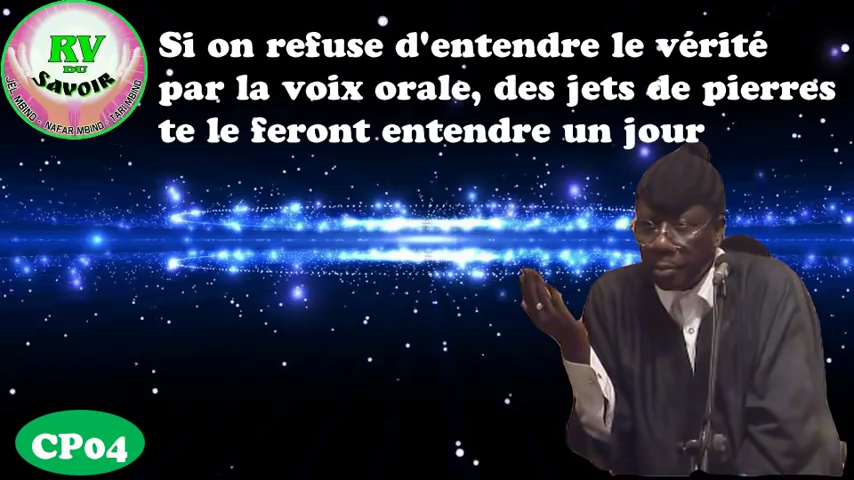 RV
DU
SAVOIR
JEL MBIND - NAFAR MBIND - TARI MBIND
Si on refuse d'entendre le vérité
par la voix orale, des jets de pierres
te le feront entendre un jour
CP04